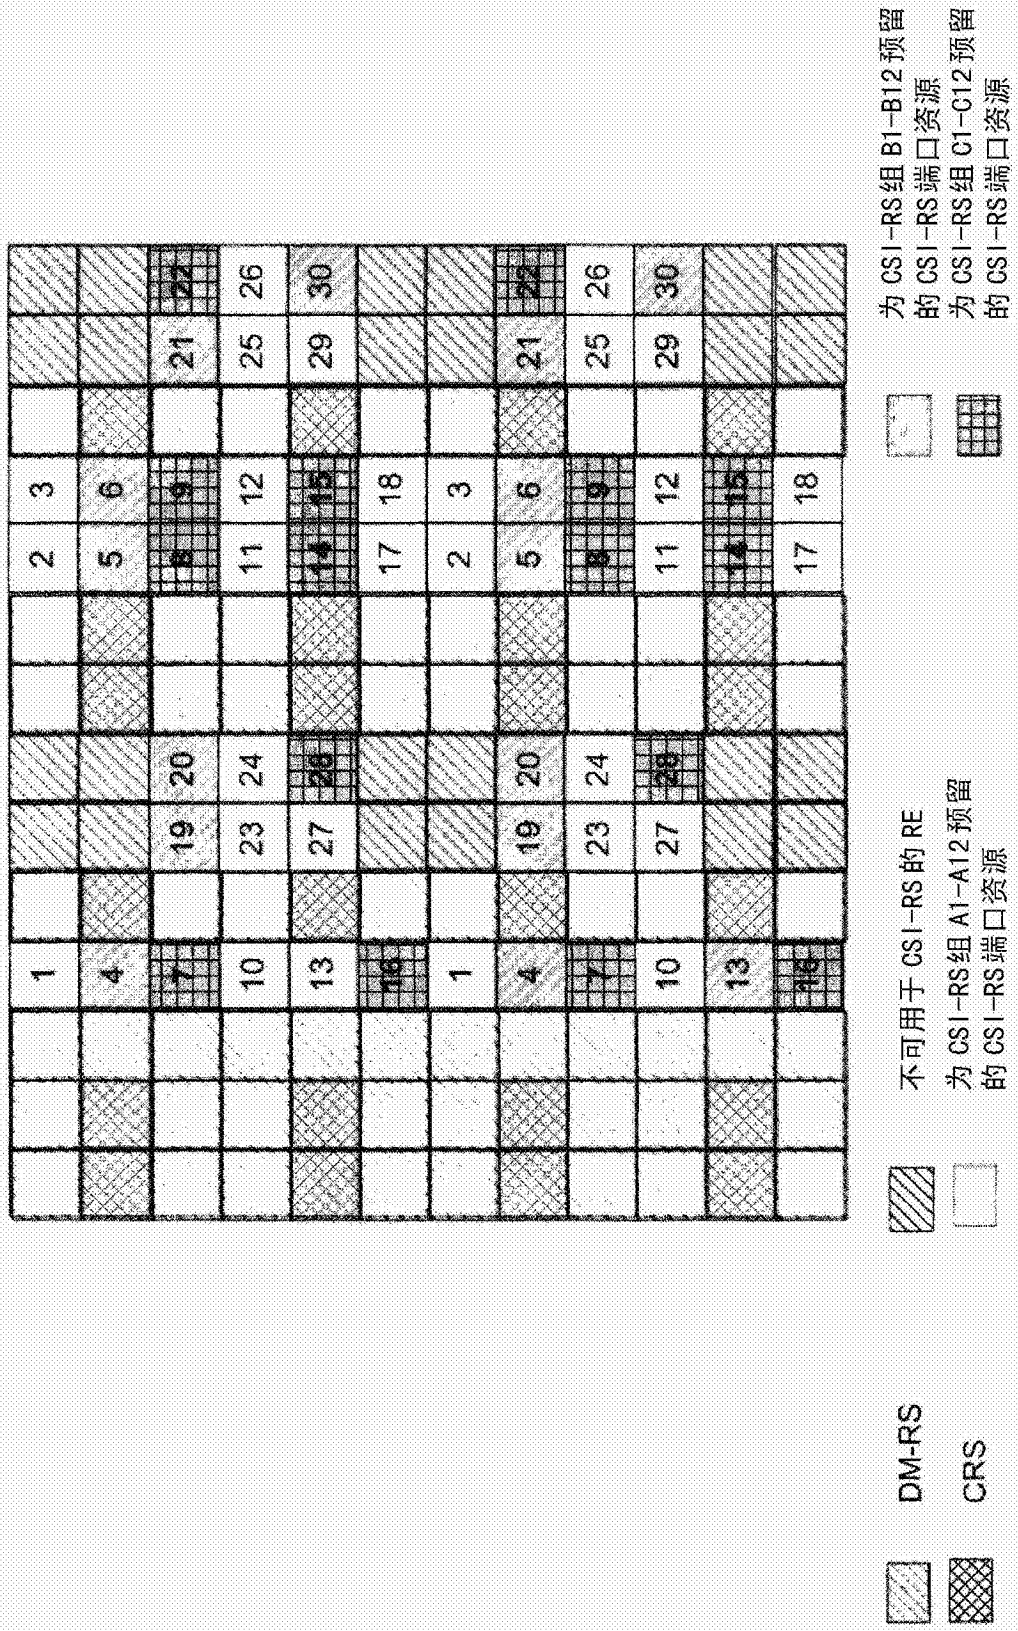 1 2 3
4 5 6
7 19 20 8 9 21 22
10 23 24 11 12 25 26
13 27 28 14 15 29 30
16 17 18
1 2 3
4 19 20 5 6 21 22
7 23 24 8 9 25 26
10 27 28 11 12 29 30
13 14 15
16 17 18
DM-RS
CRS
不可用于 CSI-RS 的 RE
为 CSI-RS 组 A1-A12 预留
的 CSI-RS 端口资源
为 CSI-RS 组 B1-B12 预留
的 CSI-RS 端口资源
为 CSI-RS 组 C1-C12 预留
的 CSI-RS 端口资源